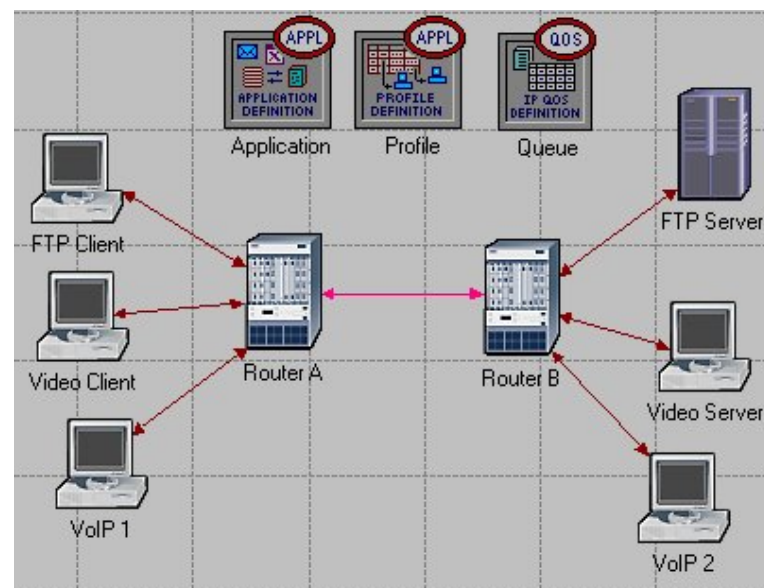 APPL
APPL
QOS
APPLICATION
DEFINITION
PROFILE
DEFINITION
IP QOS
DEFINITION
Application
Profile
Queue
FTP Client
FTP Server
Video Client
Router A
Router B
Video Server
VoIP 1
VoIP 2